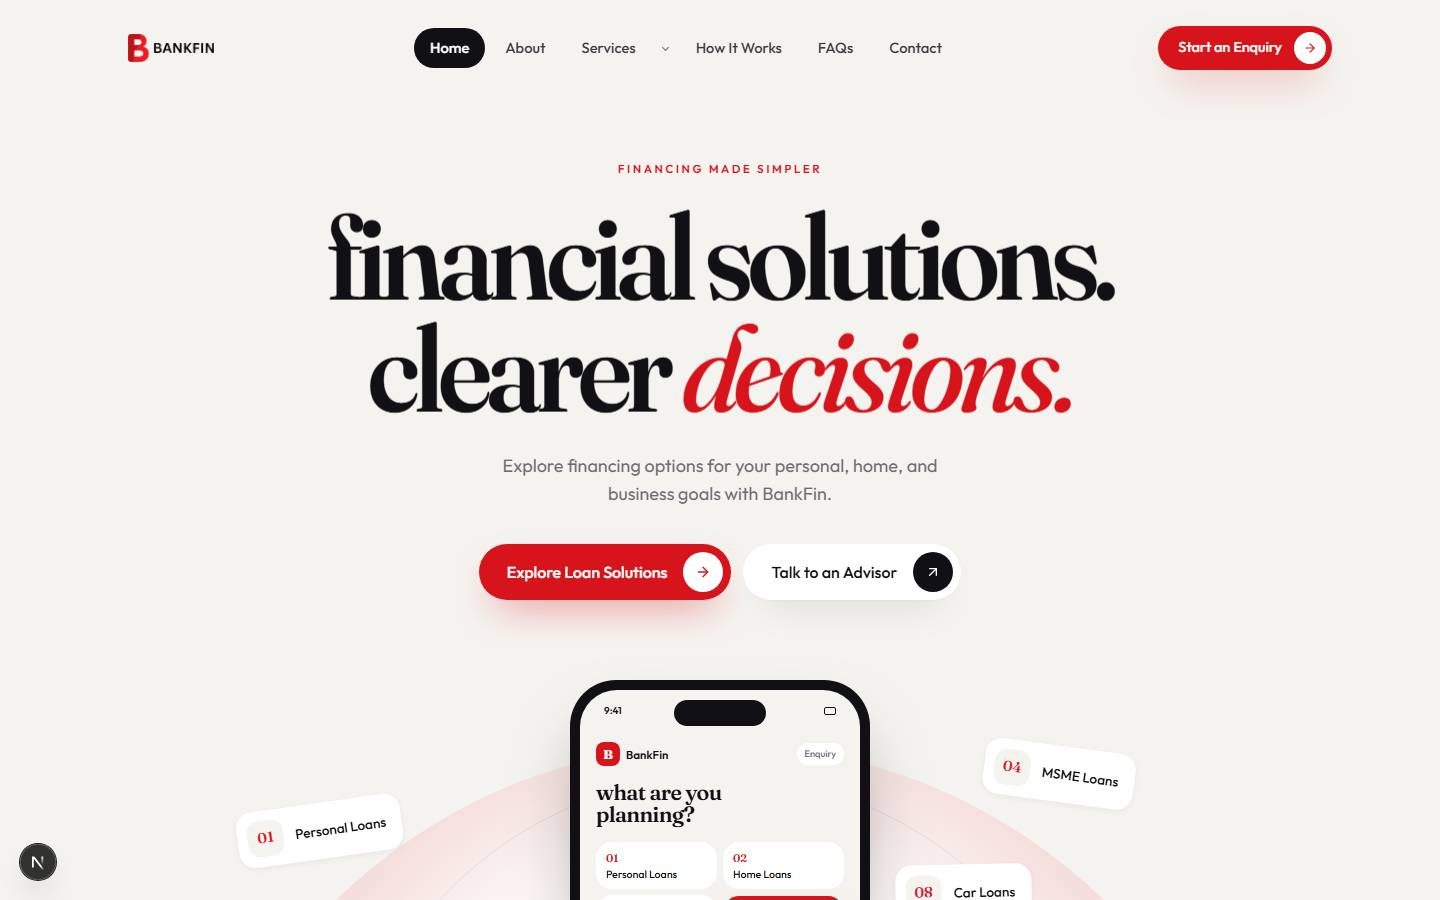 B BANKFIN
Home
About
Services
How It Works
FAQs
Contact
Start an Enquiry
FINANCING MADE SIMPLER
financial solutions.
clearer decisions.
Explore financing options for your personal, home, and
business goals with BankFin.
Explore Loan Solutions
Talk to an Advisor
9:41
B BankFin
Enquiry
what are you
planning?
01
Personal Loans
02
Home Loans
01 Personal Loans
04 MSME Loans
08 Car Loans
N